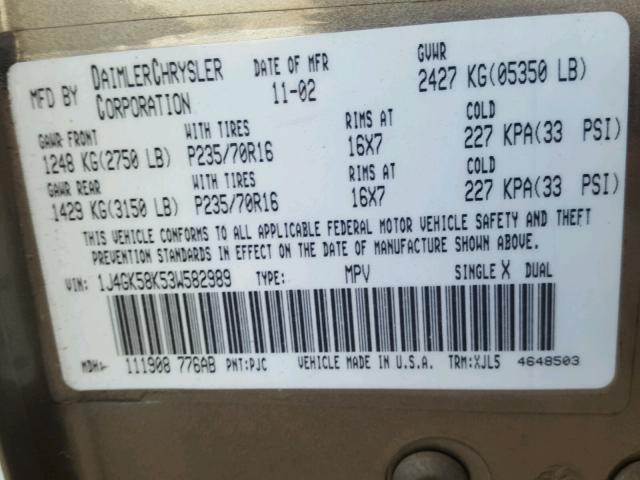 MFD BY DAIMLERCHRYSLER CORPORATION DATE OF MFR 11-02 GVWR 2427 KG(05350 LB)
GAWR FRONT WITH TIRES RIMS AT COLD
1248 KG(2750 LB) P235/70R16 16X7 227 KPA(33 PSI)
GAWR REAR WITH TIRES RIMS AT COLD
1429 KG(3150 LB) P235/70R16 16X7 227 KPA(33 PSI)
THIS VEHICLE CONFORMS TO ALL APPLICABLE FEDERAL MOTOR VEHICLE SAFETY AND THEFT
PREVENTION STANDARDS IN EFFECT ON THE DATE OF MANUFACTURE SHOWN ABOVE.
VIN: 1J4GK58K53W582989 TYPE: MPV SINGLE X DUAL
MDH: 111908 776AB PNT:PJC VEHICLE MADE IN U.S.A. TRM:XJL5 4648503